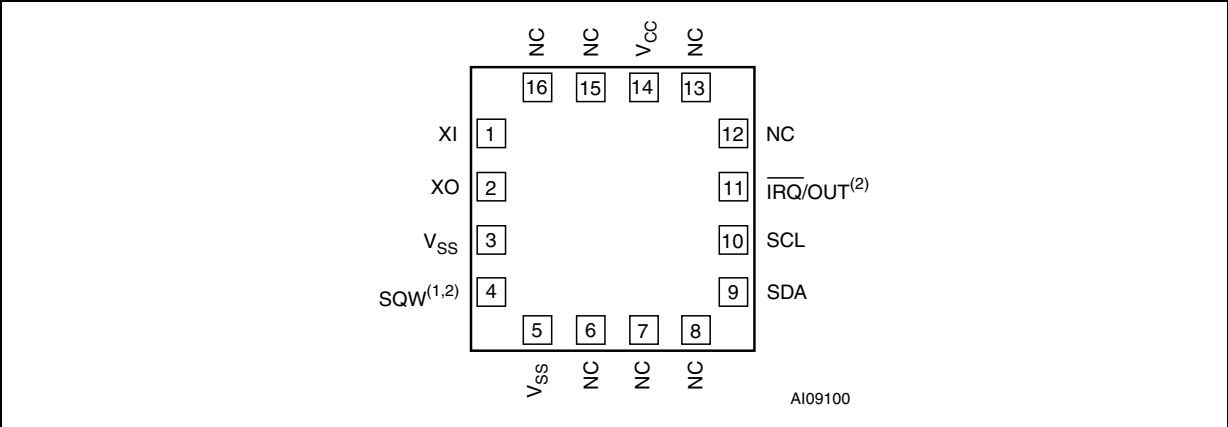 NC NC VCC NC
16 15 14 13
XI 1 12 NC
XO 2 11 IRQ/OUT(2)
VSS 3 10 SCL
SQW(1,2) 4 9 SDA
5 6 7 8
VSS NC NC NC
AI09100